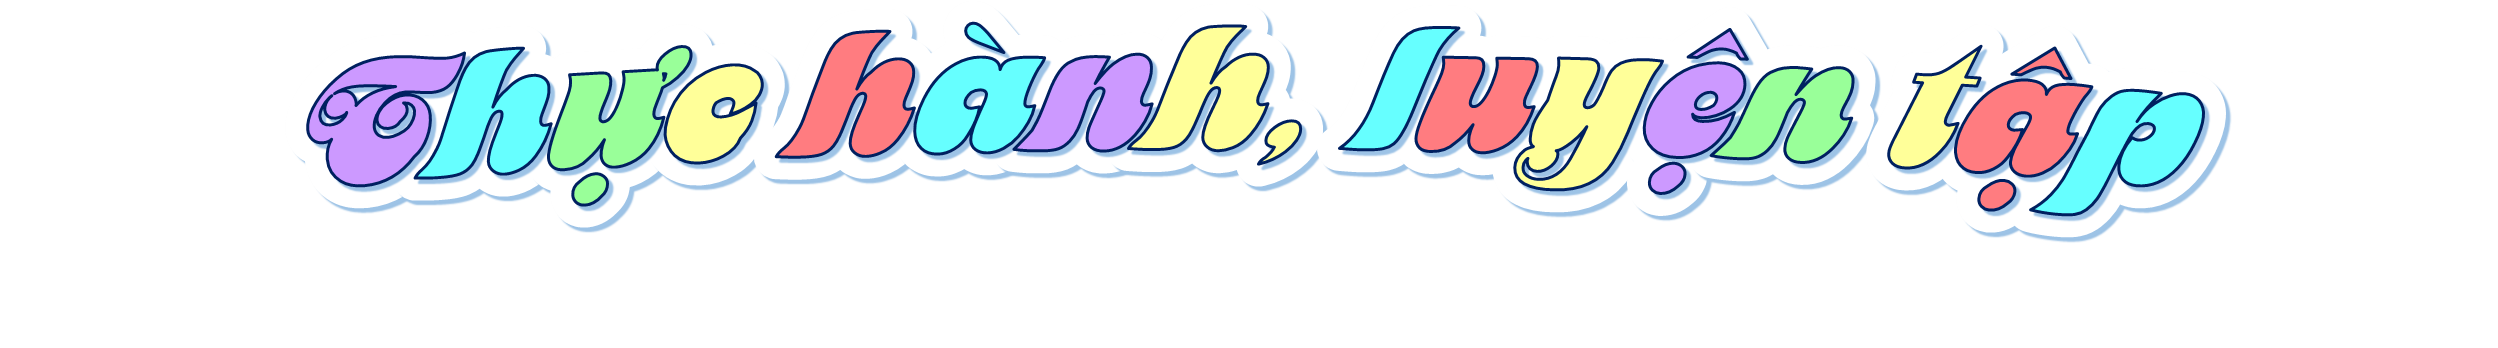 Thực hành, luyện tập